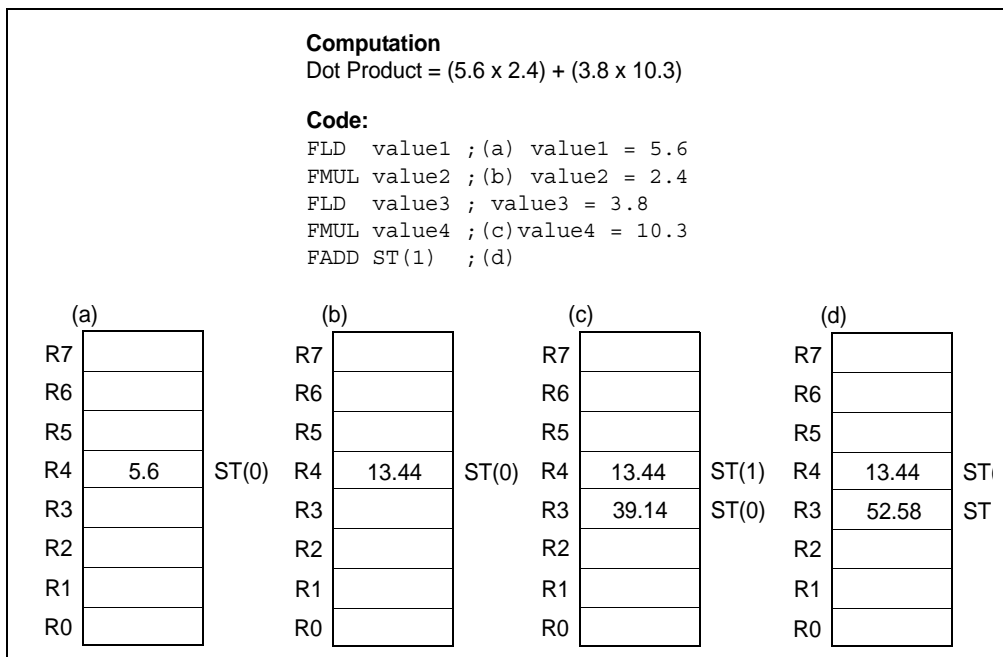 Computation
Dot Product = (5.6 x 2.4) + (3.8 x 10.3)
Code:
FLD value1 ;(a) value1 = 5.6
FMUL value2 ;(b) value2 = 2.4
FLD value3 ; value3 = 3.8
FMUL value4 ;(c)value4 = 10.3
FADD ST(1) ;(d)
(a) (b) (c) (d)
R7 R7 R7 R7
R6 R6 R6 R6
R5 R5 R5 R5
R4 5.6 ST(0) R4 13.44 ST(0) R4 13.44 ST(1) R4 13.44 ST(
R3 R3 R3 39.14 ST(0) R3 52.58 ST
R2 R2 R2 R2
R1 R1 R1 R1
R0 R0 R0 R0